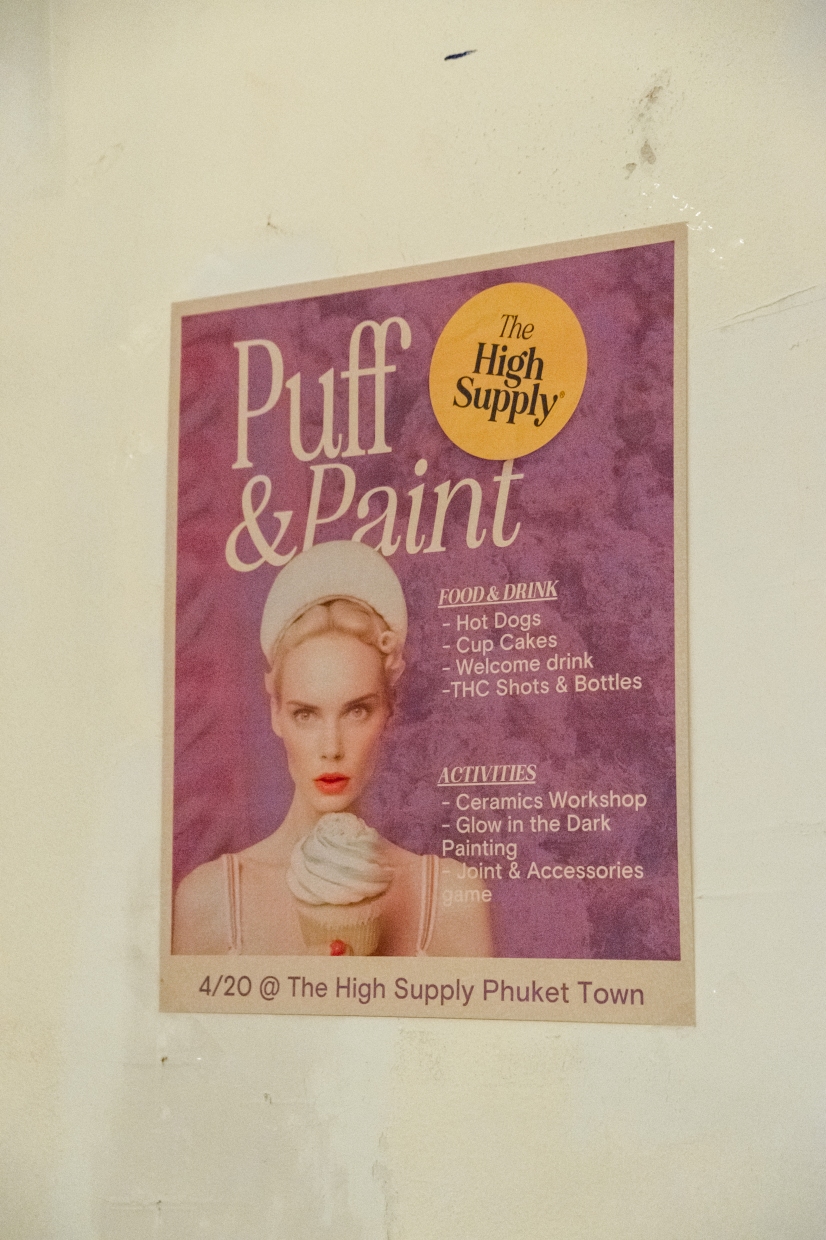 Puff
& Paint
The
High
Supply®
FOOD & DRINK
- Hot Dogs
- Cup Cakes
- Welcome drink
-THC Shots & Bottles
ACTIVITIES
- Ceramics Workshop
- Glow in the Dark
Painting
- Joint & Accessories
game
4/20 @ The High Supply Phuket Town